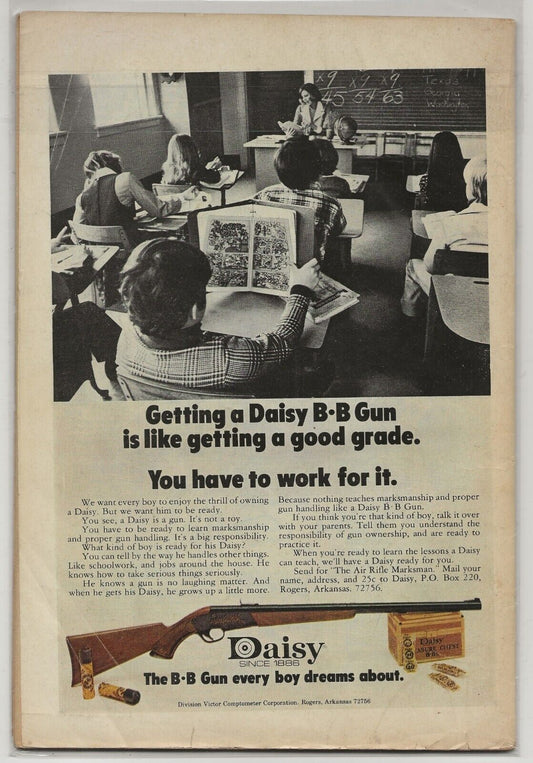 x9 x9 x9
45 54 63
Texas
Georgia
Getting a Daisy B·B Gun
is like getting a good grade.
You have to work for it.
We want every boy to enjoy the thrill of owning
a Daisy. But we want him to be ready.
You see, a Daisy is a gun. It's not a toy.
You have to be ready to learn marksmanship
and proper gun handling. It's a big responsibility.
What kind of boy is ready for his Daisy?
You can tell by the way he handles other things.
Like schoolwork, and jobs around the house. He
knows how to take serious things seriously.
He knows a gun is no laughing matter. And
when he gets his Daisy, he grows up a little more.
Because nothing teaches marksmanship and proper
gun handling like a Daisy B·B Gun.
If you think you're that kind of boy, talk it over
with your parents. Tell them you understand the
responsibility of gun ownership, and are ready to
practice it.
When you're ready to learn the lessons a Daisy
can teach, we'll have a Daisy ready for you.
Send for "The Air Rifle Marksman." Mail your
name, address, and 25c to Daisy, P.O. Box 220,
Rogers, Arkansas. 72756.
Daisy
SINCE 1886
Daisy
The B·B Gun every boy dreams about.
Division Victor Comptometer Corporation. Rogers, Arkansas 72756